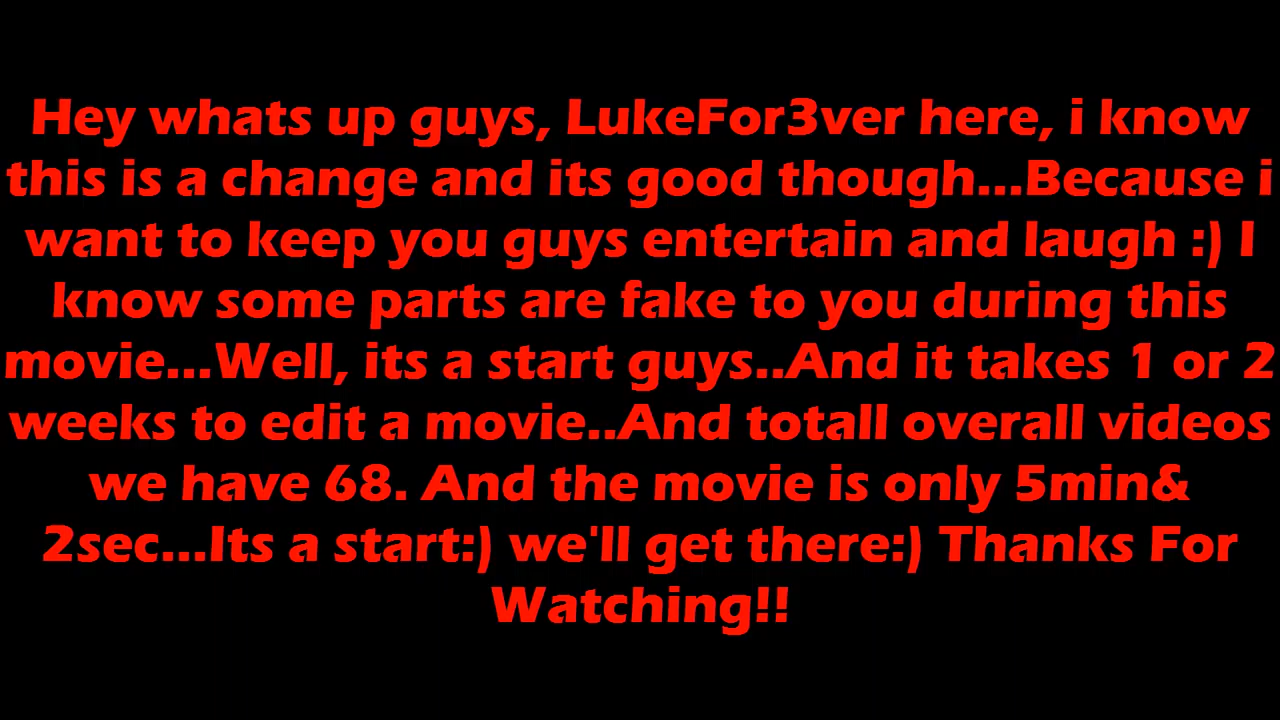 Hey whats up guys, LukeFor3ver here, i know
this is a change and its good though...Because i
want to keep you guys entertain and laugh :) I
know some parts are fake to you during this
movie...Well, its a start guys..And it takes 1 or 2
weeks to edit a movie..And totall overall videos
we have 68. And the movie is only 5min&
2sec...Its a start:) we'll get there:) Thanks For
Watching!!